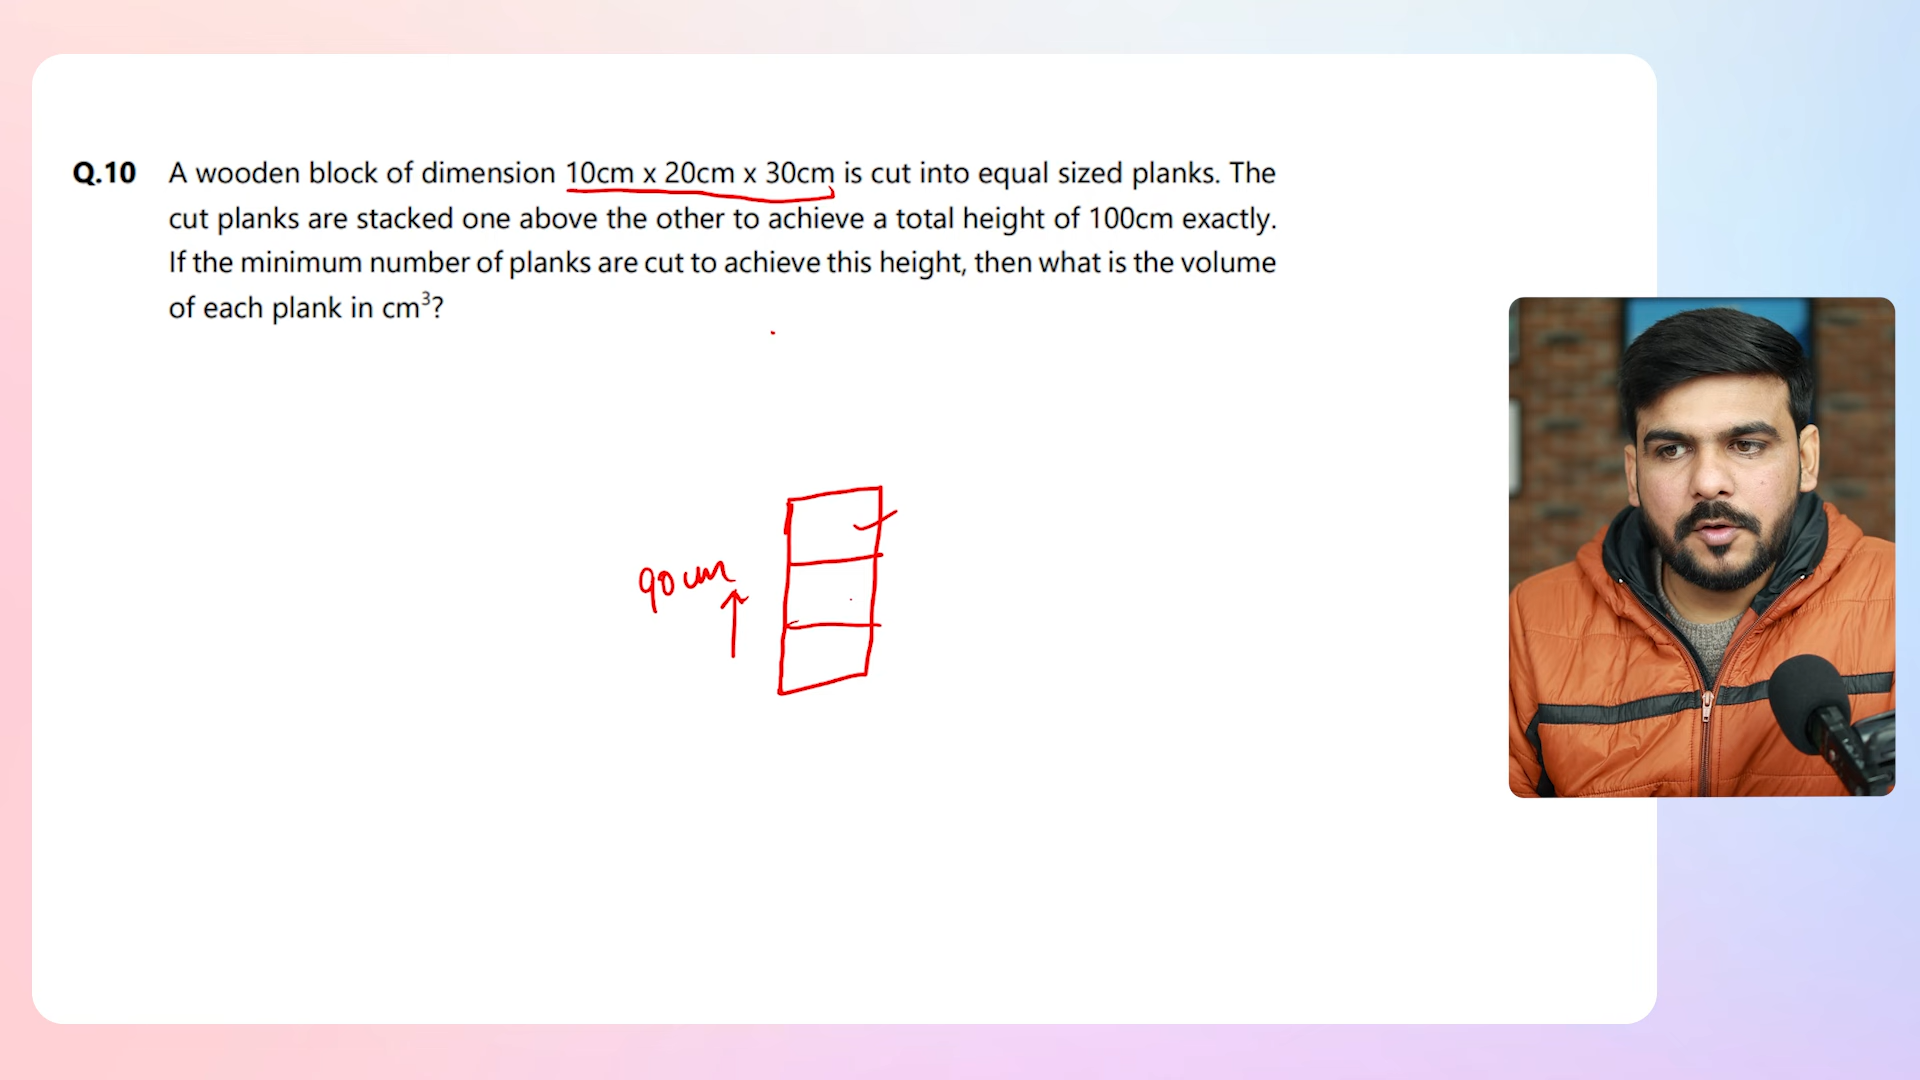 Q.10 A wooden block of dimension 10cm x 20cm x 30cm is cut into equal sized planks. The
cut planks are stacked one above the other to achieve a total height of 100cm exactly.
If the minimum number of planks are cut to achieve this height, then what is the volume
of each plank in cm³?
90cm